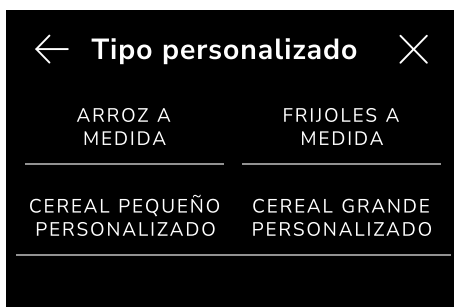 Tipo personalizado
ARROZ A
MEDIDA
FRIJOLES A
MEDIDA
CEREAL PEQUEÑO
PERSONALIZADO
CEREAL GRANDE
PERSONALIZADO